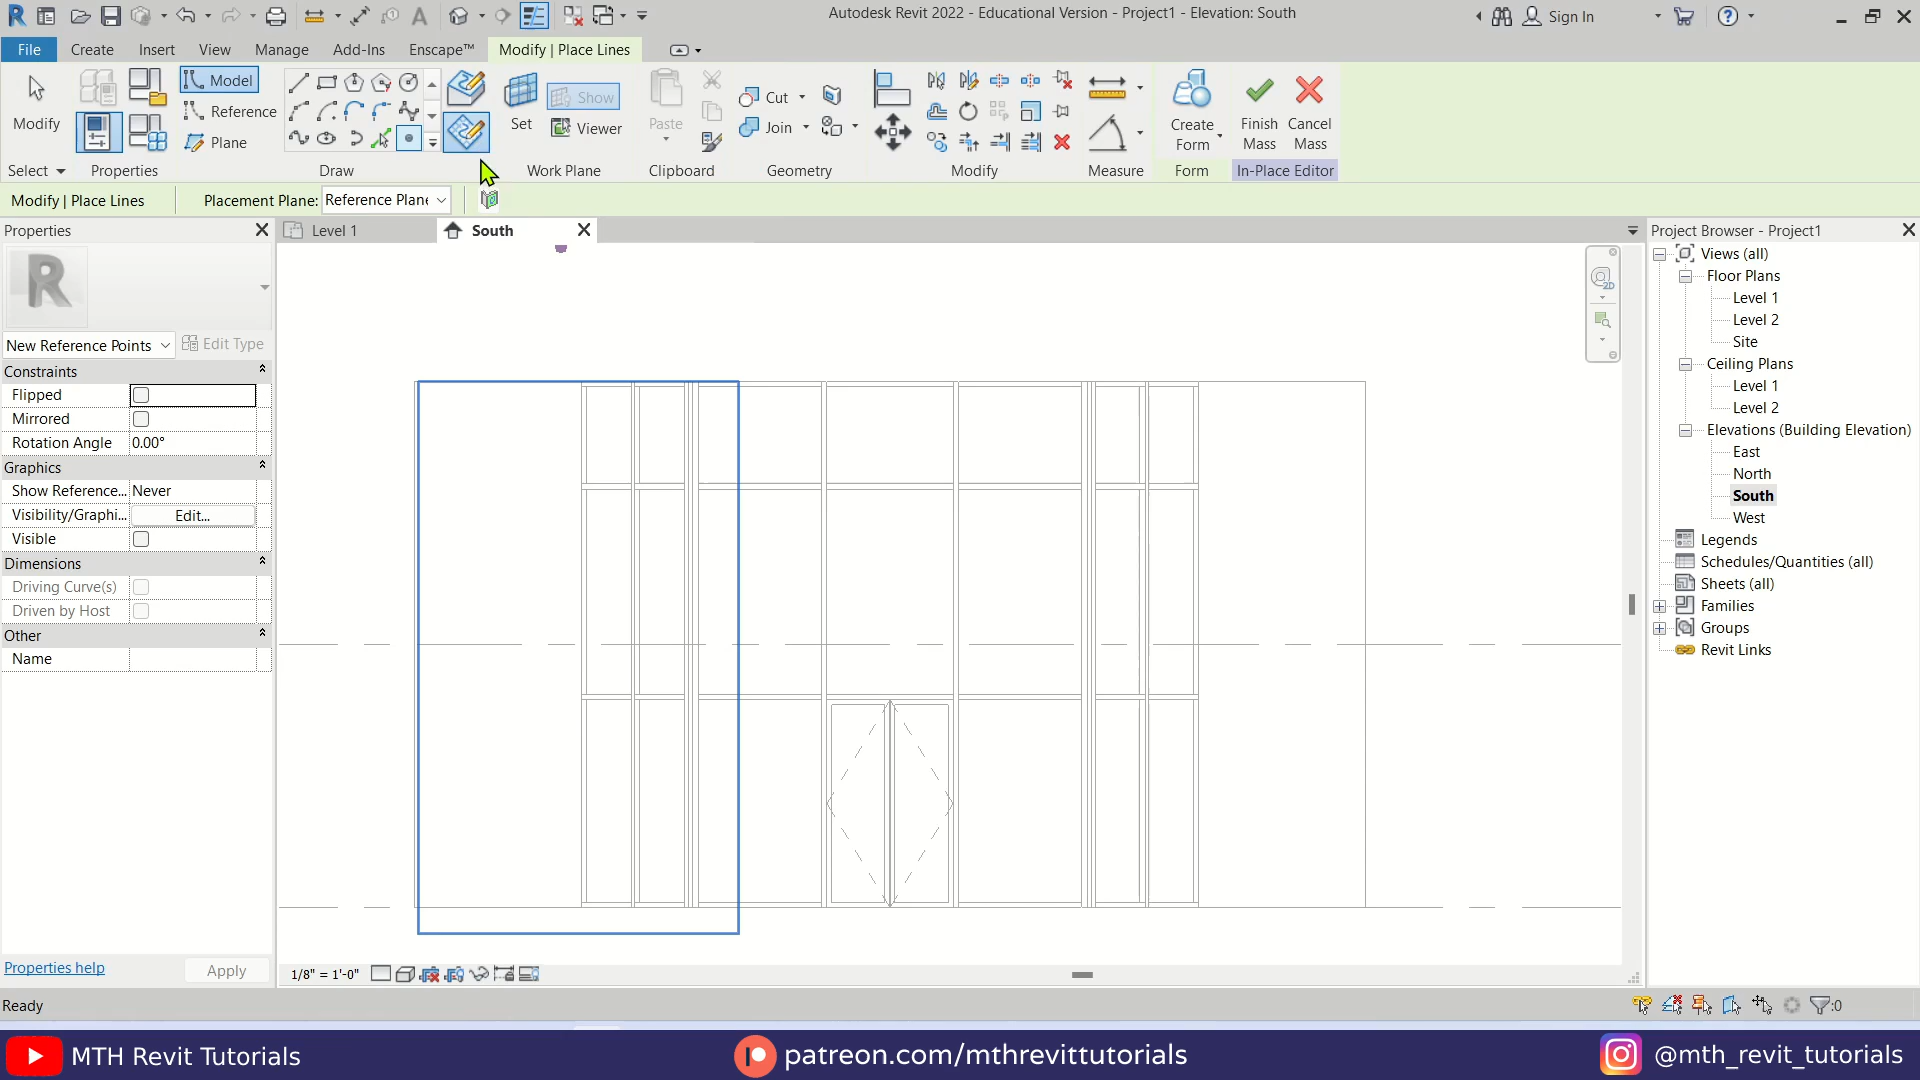 Autodesk Revit 2022 - Educational Version - Project1 - Elevation: South
Sign In
File Create Insert View Manage Add-Ins Enscape™ Modify | Place Lines
Modify
Model
Reference
Plane
Set
Show
Viewer
Paste
Cut
Join
Create Form
Finish Mass
Cancel Mass
Select Properties Draw Work Plane Clipboard Geometry Modify Measure Form In-Place Editor
Modify | Place Lines Placement Plane: Reference Plane
Properties
Level 1
South
Project Browser - Project1
New Reference Points
Edit Type
Constraints
Flipped
Mirrored
Rotation Angle 0.00°
Graphics
Show Reference... Never
Visibility/Graphi... Edit...
Visible
Dimensions
Driving Curve(s)
Driven by Host
Other
Name
Properties help
Apply
Views (all)
Floor Plans
Level 1
Level 2
Site
Ceiling Plans
Level 1
Level 2
Elevations (Building Elevation)
East
North
South
West
Legends
Schedules/Quantities (all)
Sheets (all)
Families
Groups
Revit Links
1/8" = 1'-0"
Ready
:0
MTH Revit Tutorials
patreon.com/mthrevittutorials
@mth_revit_tutorials